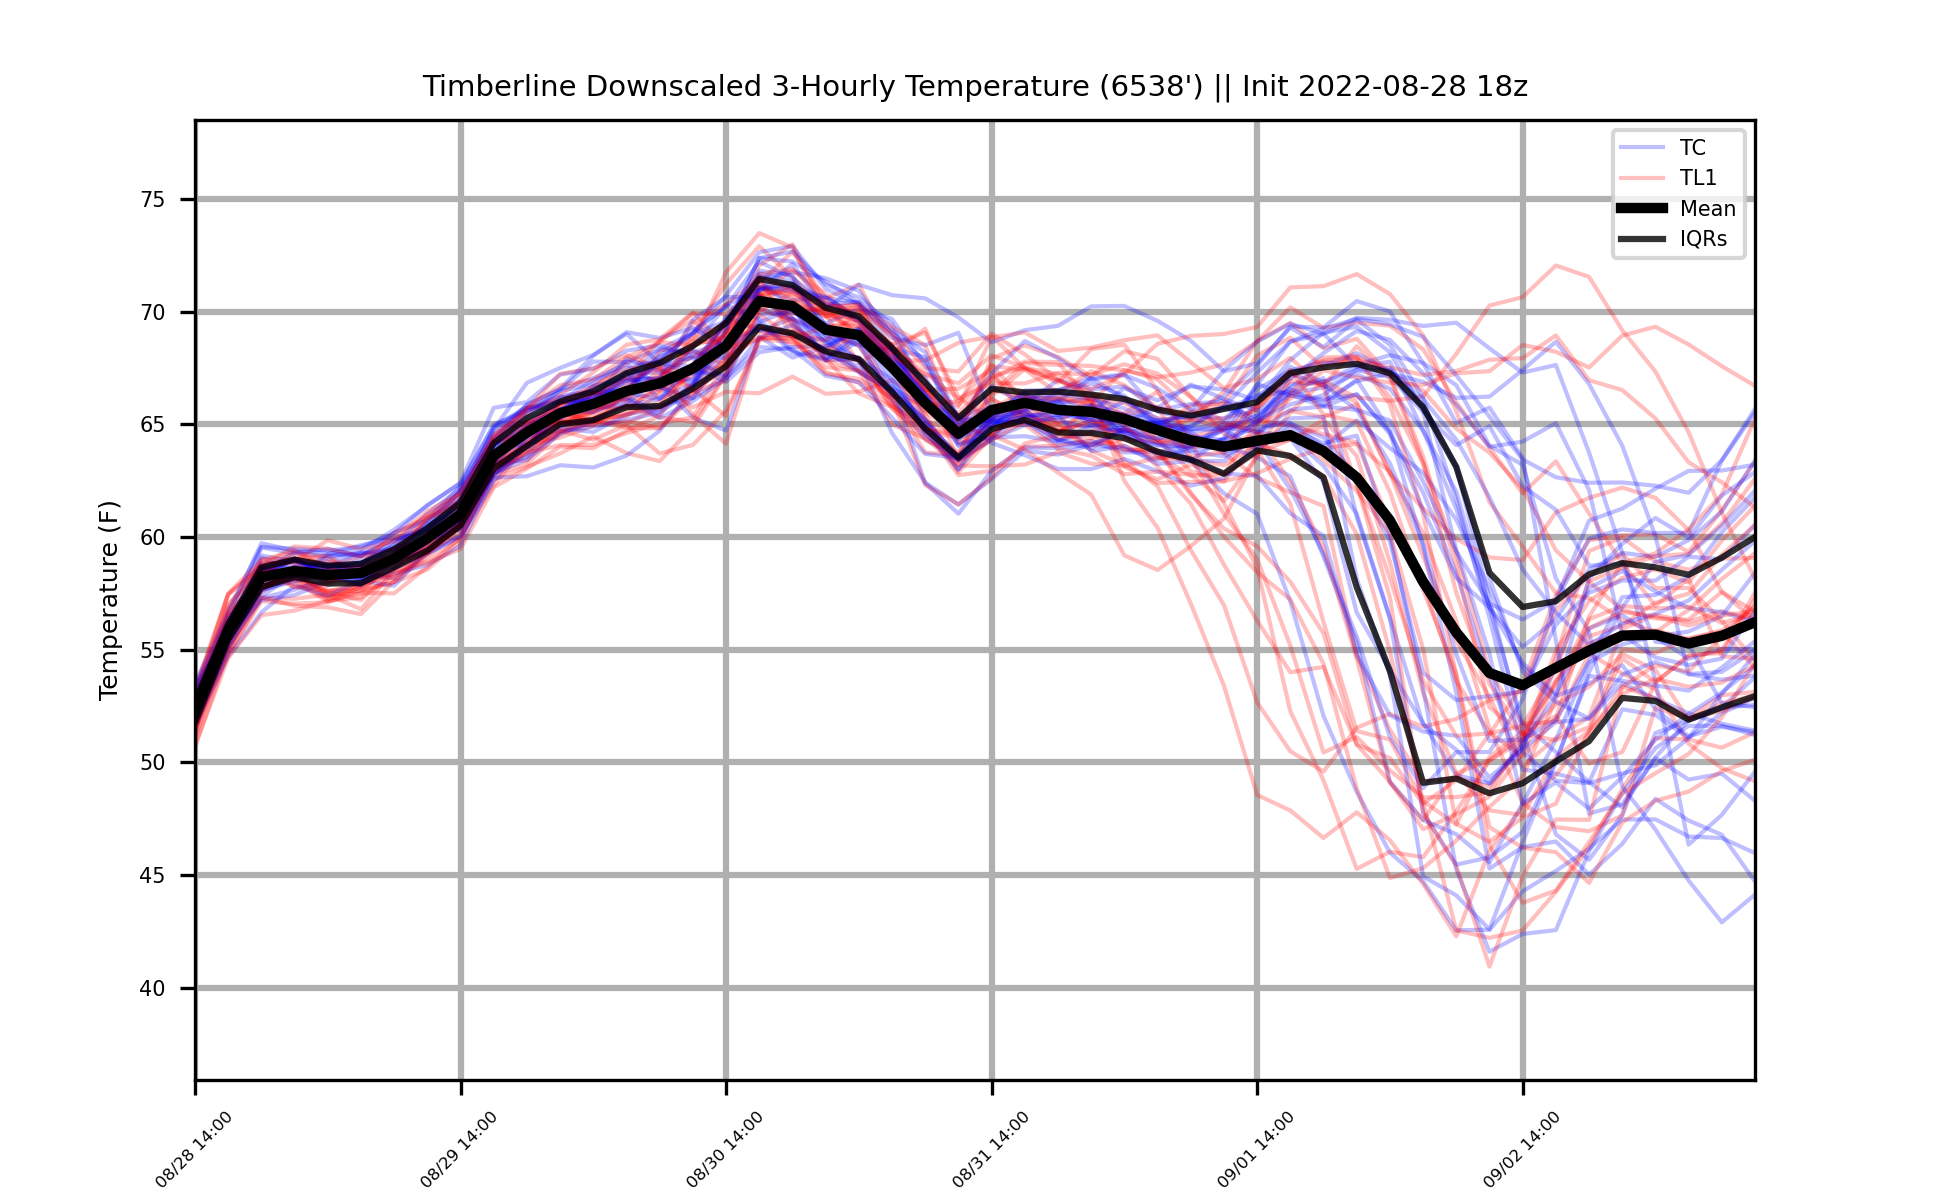 Timberline Downscaled 3-Hourly Temperature (6538') || Init 2022-08-28 18z
TC
TL1
Mean
IQRs
Temperature (F)
75
70
65
60
55
50
45
40
08/28 14:00
08/29 14:00
08/30 14:00
08/31 14:00
09/01 14:00
09/02 14:00